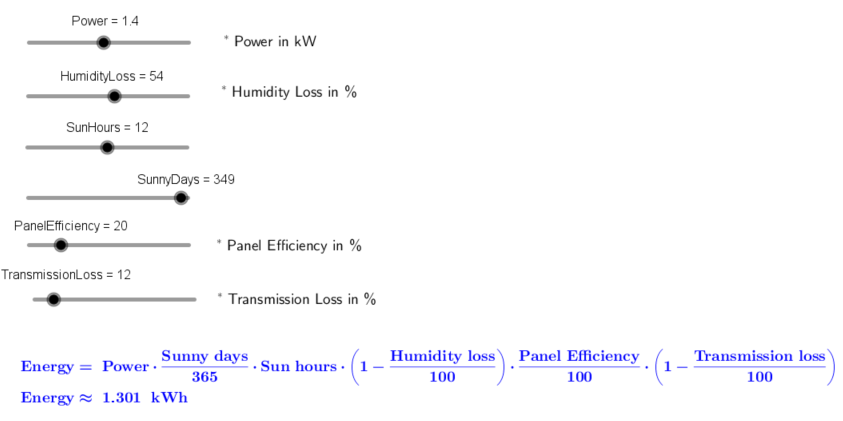 Power = 1.4
* Power in kW
HumidityLoss = 54
* Humidity Loss in %
SunHours = 12
SunnyDays = 349
PanelEfficiency = 20
* Panel Efficiency in %
TransmissionLoss = 12
* Transmission Loss in %
Energy = Power · Sunny days/365 · Sun hours · (1 − Humidity loss/100) · Panel Efficiency/100 · (1 − Transmission loss/100)
Energy ≈ 1.301 kWh